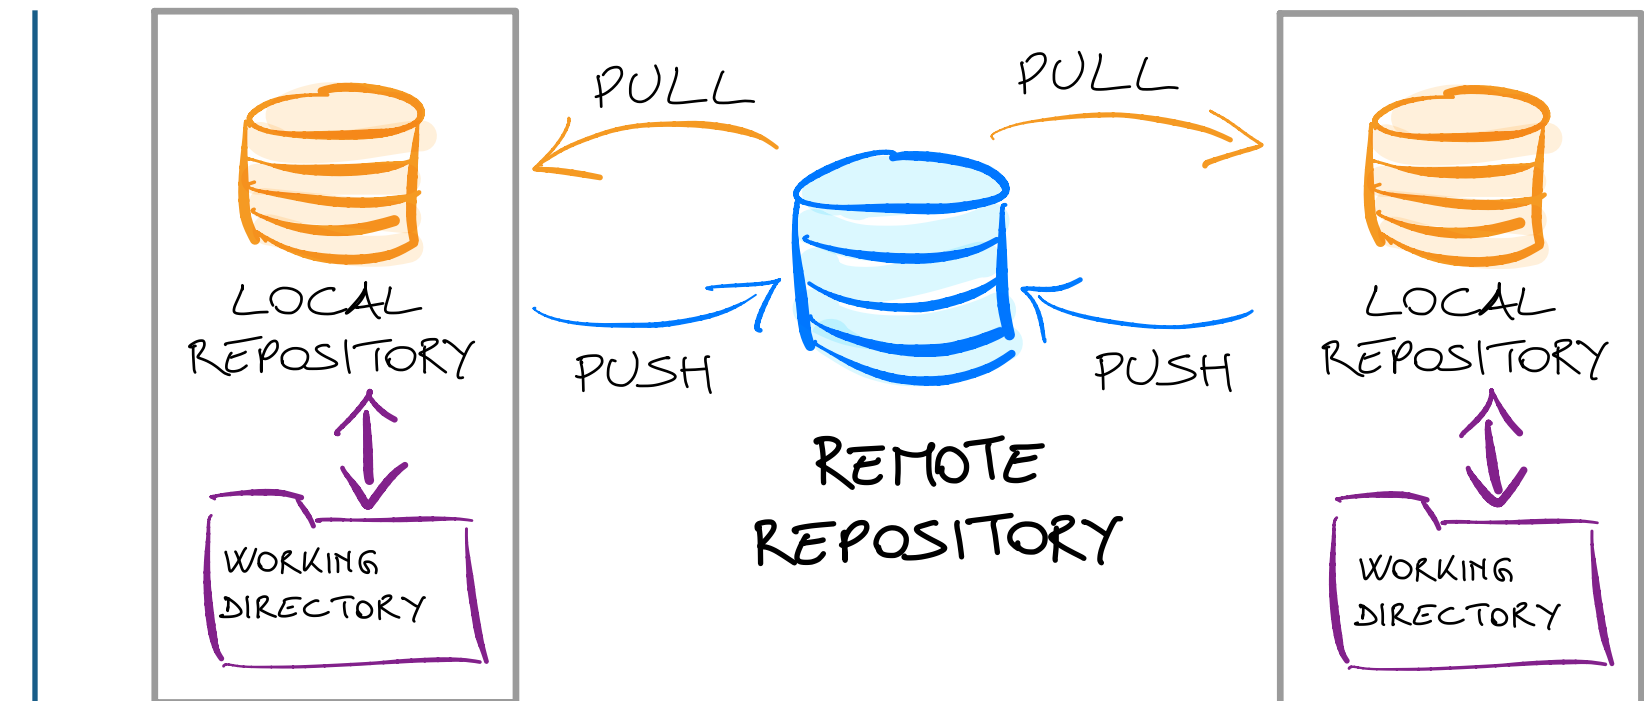 PULL
PULL
LOCAL
REPOSITORY
PUSH
PUSH
LOCAL
REPOSITORY
REMOTE
REPOSITORY
WORKING
DIRECTORY
WORKING
DIRECTORY